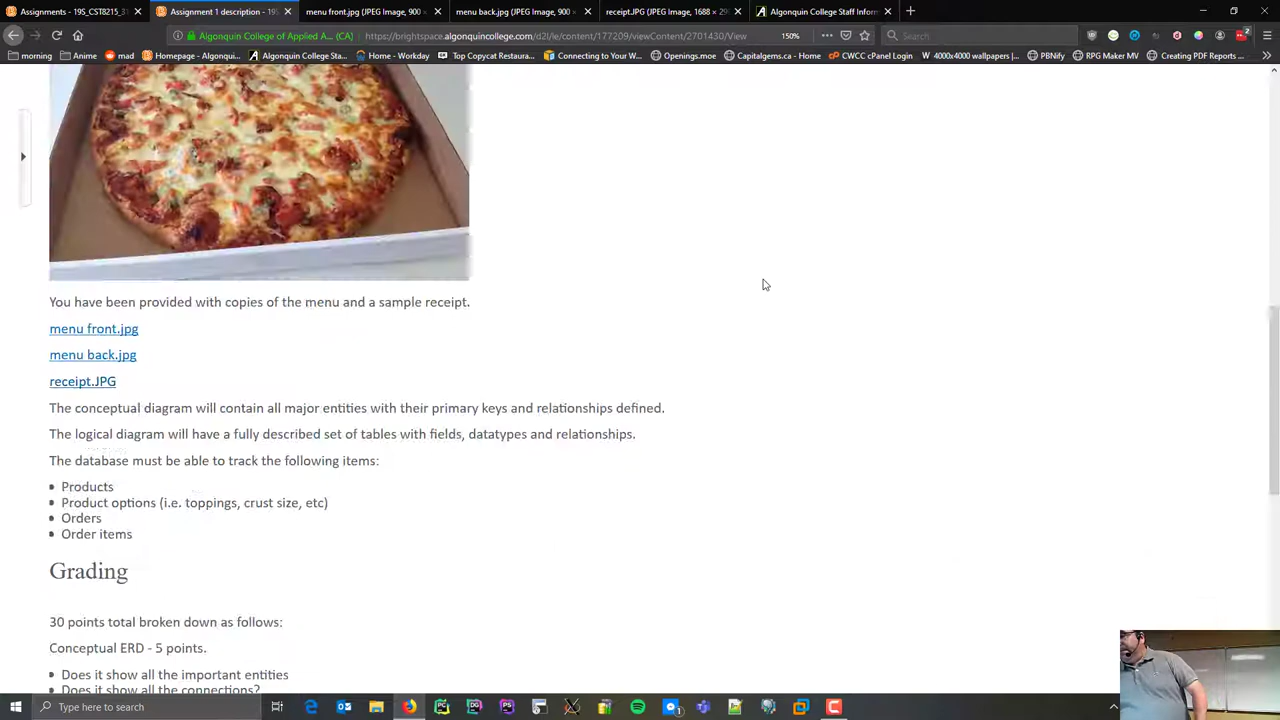 Assignments - 19S_CST8215_31
Assignment 1 description - 19S
menu front.jpg (JPEG Image, 900 ×
menu back.jpg (JPEG Image, 900 ×
receipt.JPG (JPEG Image, 1688 × 29
Algonquin College Staff Inform
Algonquin College of Applied A... (CA)
https://brightspace.algonquincollege.com/d2l/le/content/177209/viewContent/2701430/View
150%
Search
morning
Anime
mad
Homepage - Algonqui...
Algonquin College Sta...
Home - Workday
Top Copycat Restaura...
Connecting to Your W...
Openings.moe
Capitalgems.ca - Home
CWCC cPanel Login
4000x4000 wallpapers |...
PBNify
RPG Maker MV
Creating PDF Reports ...
You have been provided with copies of the menu and a sample receipt.
menu front.jpg
menu back.jpg
receipt.JPG
The conceptual diagram will contain all major entities with their primary keys and relationships defined.
The logical diagram will have a fully described set of tables with fields, datatypes and relationships.
The database must be able to track the following items:
• Products
• Product options (i.e. toppings, crust size, etc)
• Orders
• Order items
Grading
30 points total broken down as follows:
Conceptual ERD - 5 points.
• Does it show all the important entities
• Does it show all the connections?
Type here to search